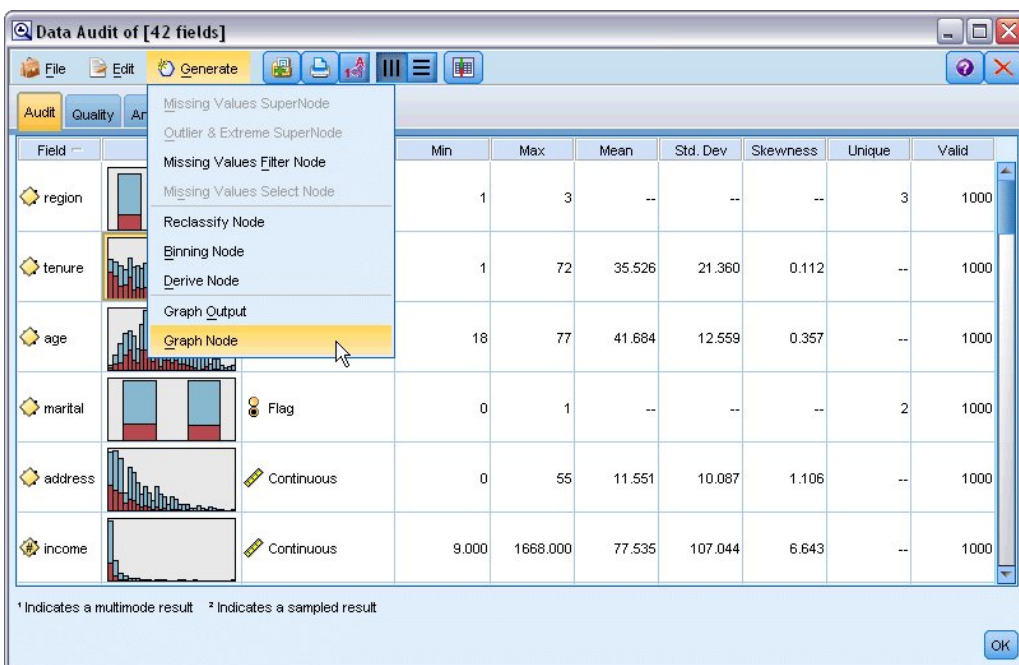 Data Audit of [42 fields]
File Edit Generate
Audit Quality An
Missing Values SuperNode
Outlier & Extreme SuperNode
Missing Values Filter Node
Missing Values Select Node
Reclassify Node
Binning Node
Derive Node
Graph Output
Graph Node
Field Min Max Mean Std. Dev Skewness Unique Valid
region 1 3 -- -- -- 3 1000
tenure 1 72 35.526 21.360 0.112 -- 1000
age 18 77 41.684 12.559 0.357 -- 1000
marital Flag 0 1 -- -- -- 2 1000
address Continuous 0 55 11.551 10.087 1.106 -- 1000
income Continuous 9.000 1668.000 77.535 107.044 6.643 -- 1000
¹ Indicates a multimode result ² Indicates a sampled result
OK